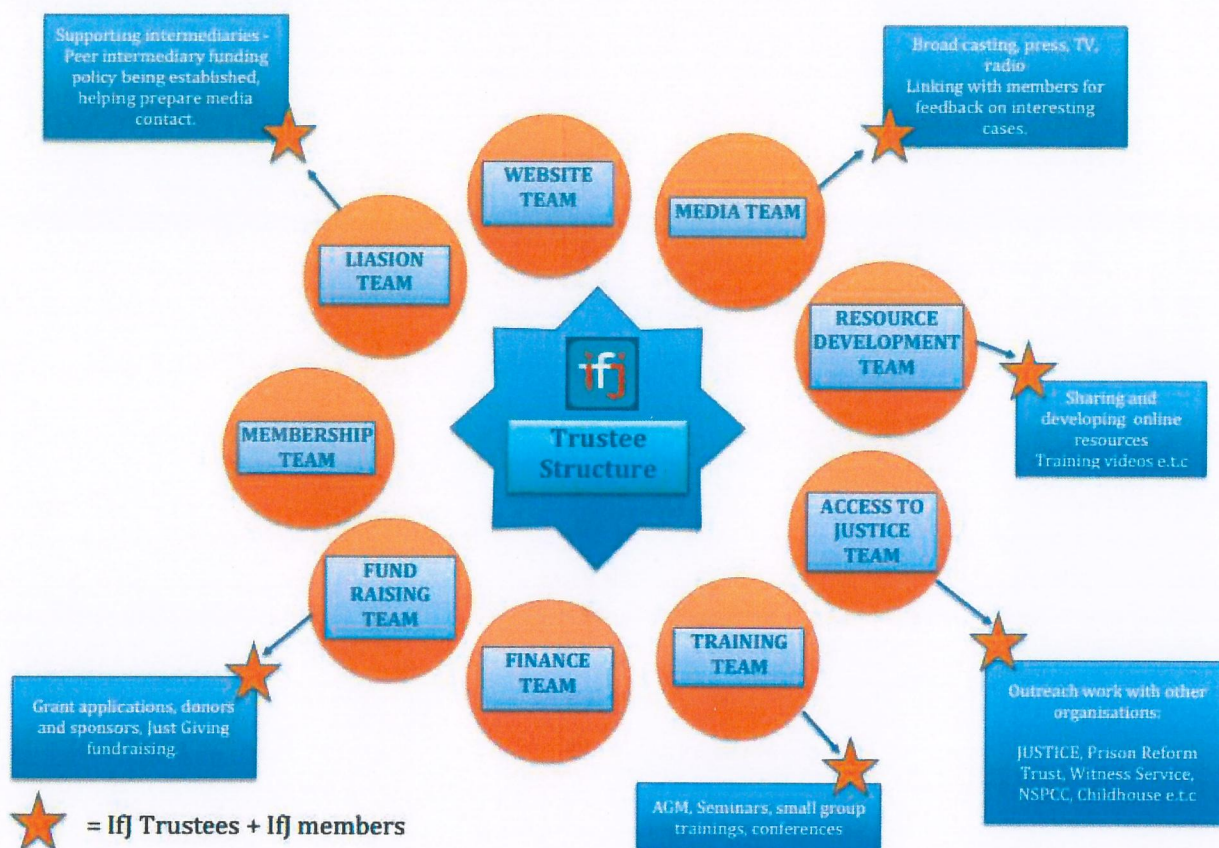 Supporting intermediaries -
Peer intermediary funding
policy being established,
helping prepare media
contact.
Broad casting, press, TV,
radio
Linking with members for
feedback on interesting
cases.
WEBSITE
TEAM
MEDIA TEAM
LIASION
TEAM
RESOURCE
DEVELOPMENT
TEAM
ifj
Trustee
Structure
Sharing and
developing online
resources
Training videos e.t.c
MEMBERSHIP
TEAM
ACCESS TO
JUSTICE
TEAM
FUND
RAISING
TEAM
FINANCE
TEAM
TRAINING
TEAM
Grant applications, donors
and sponsors, Just Giving
fundraising.
Outreach work with other
organisations:
JUSTICE, Prison Reform
Trust, Witness Service,
NSPCC, Childhouse e.t.c
AGM, Seminars, small group
trainings, conferences
= IfJ Trustees + IfJ members